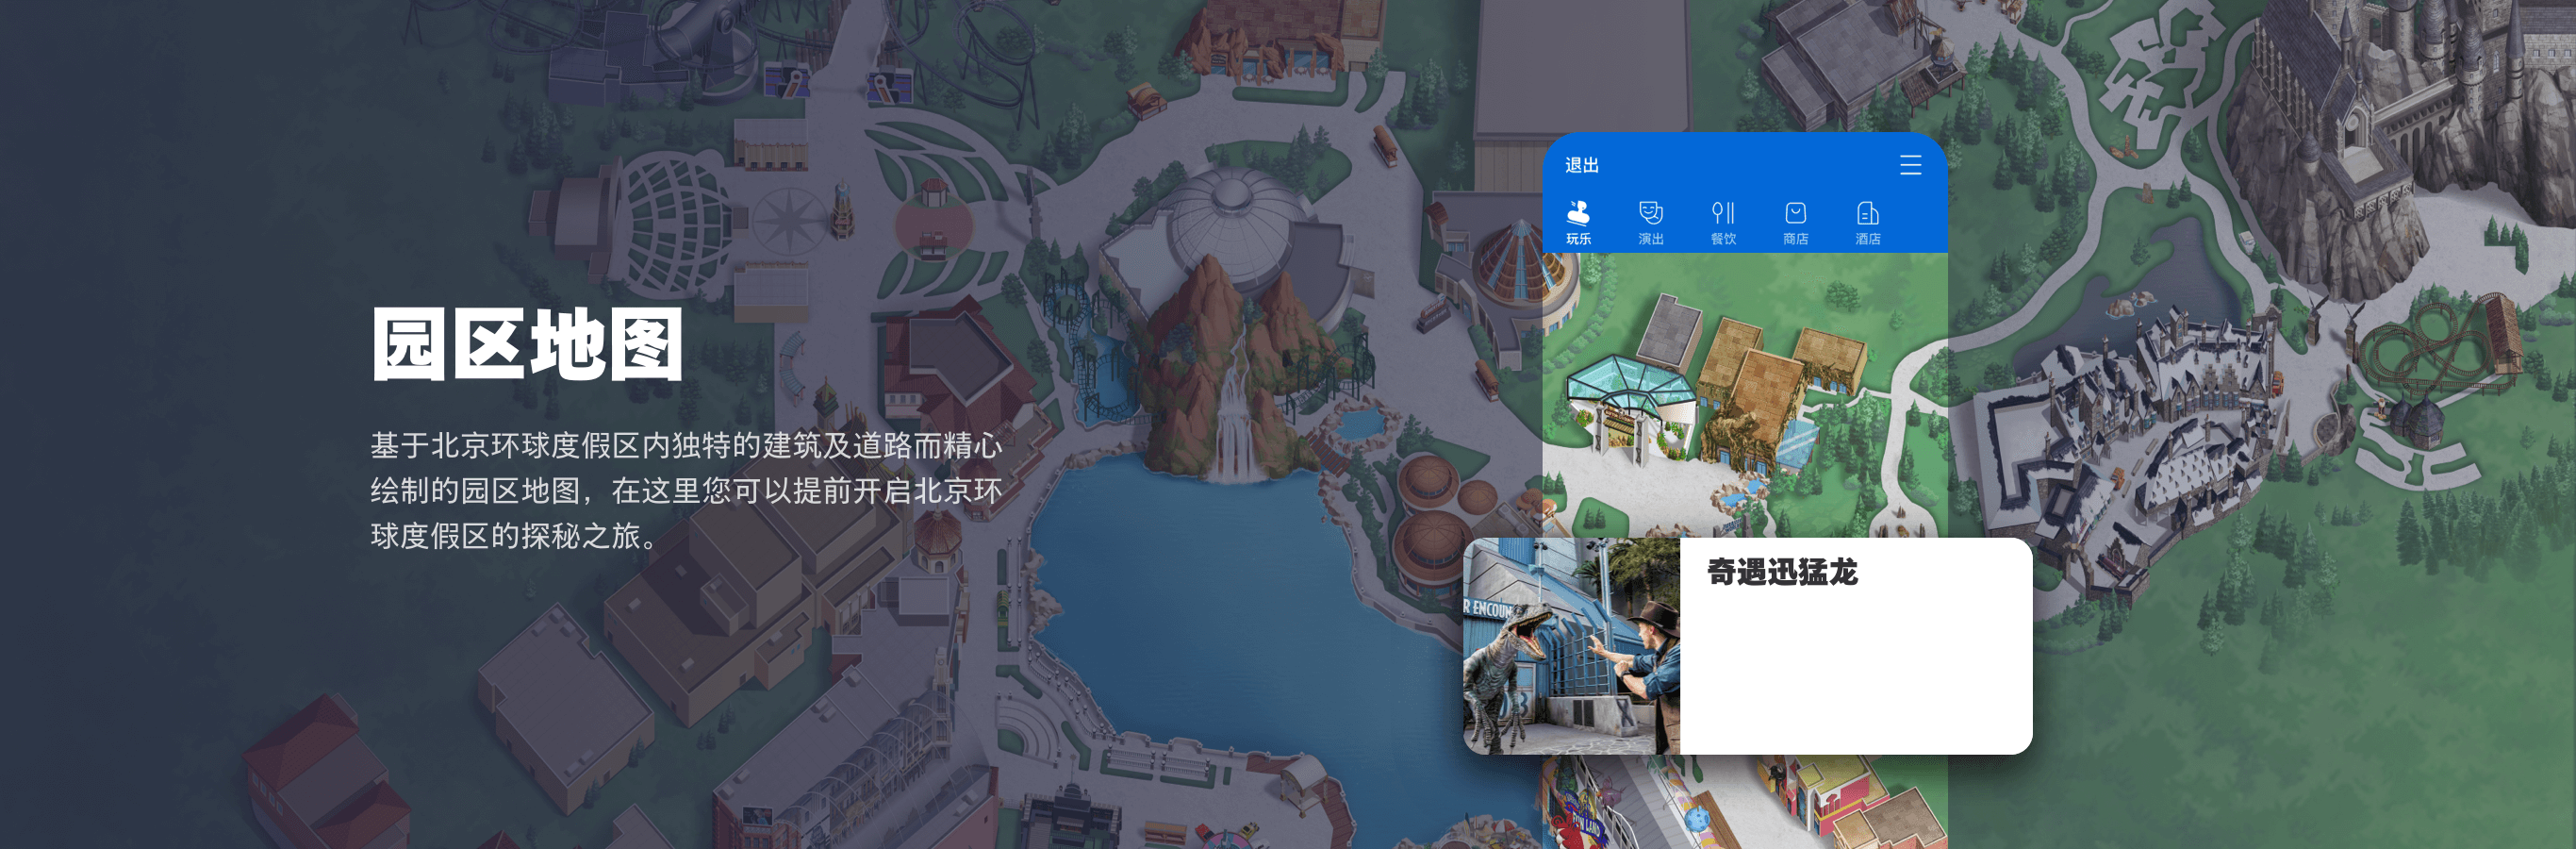 园区地图
基于北京环球度假区内独特的建筑及道路而精心
绘制的园区地图，在这里您可以提前开启北京环
球度假区的探秘之旅。
退出
玩乐
演出
餐饮
商店
酒店
奇遇迅猛龙
R ENCOUN